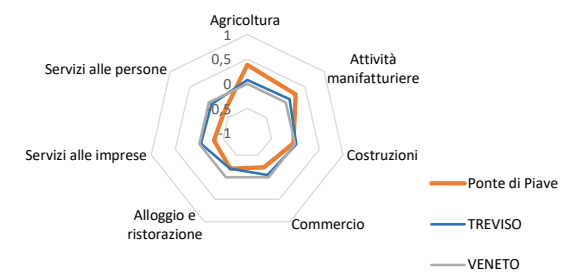 Agricoltura
Attività
manifatturiere
Costruzioni
Commercio
Alloggio e
ristorazione
Servizi alle imprese
Servizi alle persone
1
0,5
0
-0,5
-1
Ponte di Piave
TREVISO
VENETO